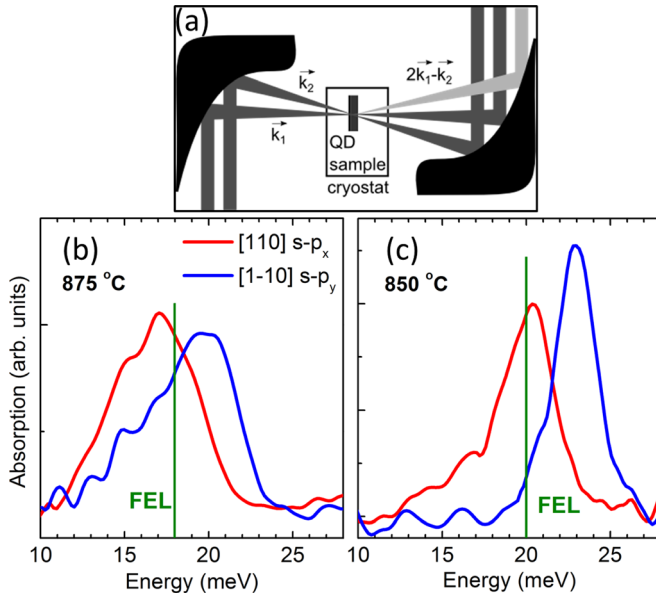 (a)
k₂
2k₁-k₂
k₁
QD
sample
cryostat
(b)
[110] s-pₓ
[1-10] s-pᵧ
875 °C
(c)
850 °C
Absorption (arb. units)
FEL
FEL
10 15 20 25
10 15 20 25
Energy (meV)
Energy (meV)